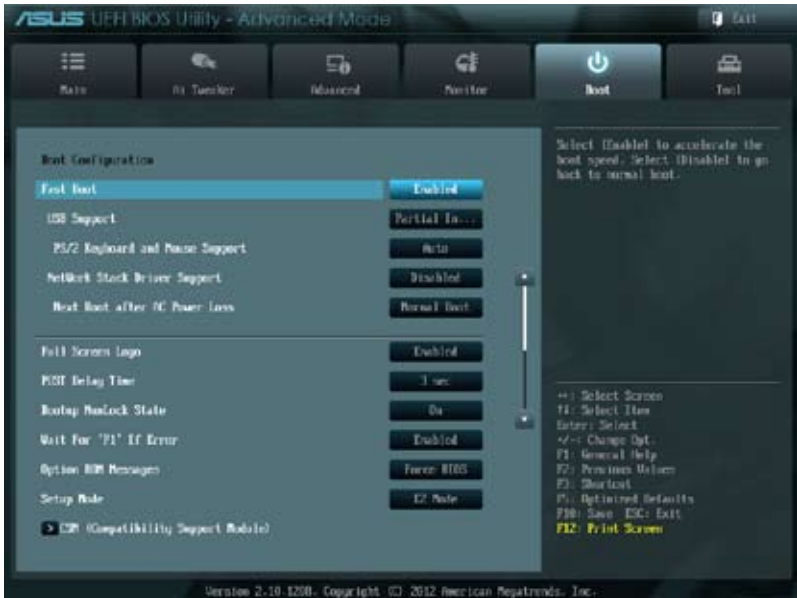 ASUS UEFI BIOS Utility - Advanced Mode
Exit
Main
Ai Tweaker
Advanced
Monitor
Boot
Tool
Boot Configuration
Fast Boot Enabled
USB Support Partial In...
PS/2 Keyboard and Mouse Support Auto
NetWork Stack Driver Support Disabled
Next Boot after AC Power Loss Normal Boot
Full Screen Logo Enabled
POST Delay Time 3 sec
Bootup NumLock State On
Wait For 'F1' If Error Enabled
Option ROM Messages Force BIOS
Setup Mode EZ Mode
> CSM (Compatibility Support Module)
Select [Enable] to accelerate the
boot speed. Select [Disable] to go
back to normal boot.
→←: Select Screen
↑↓: Select Item
Enter: Select
+/-: Change Opt.
F1: General Help
F2: Previous Values
F3: Shortcut
F5: Optimized Defaults
F10: Save ESC: Exit
F12: Print Screen
Version 2.10.1208. Copyright (C) 2012 American Megatrends, Inc.